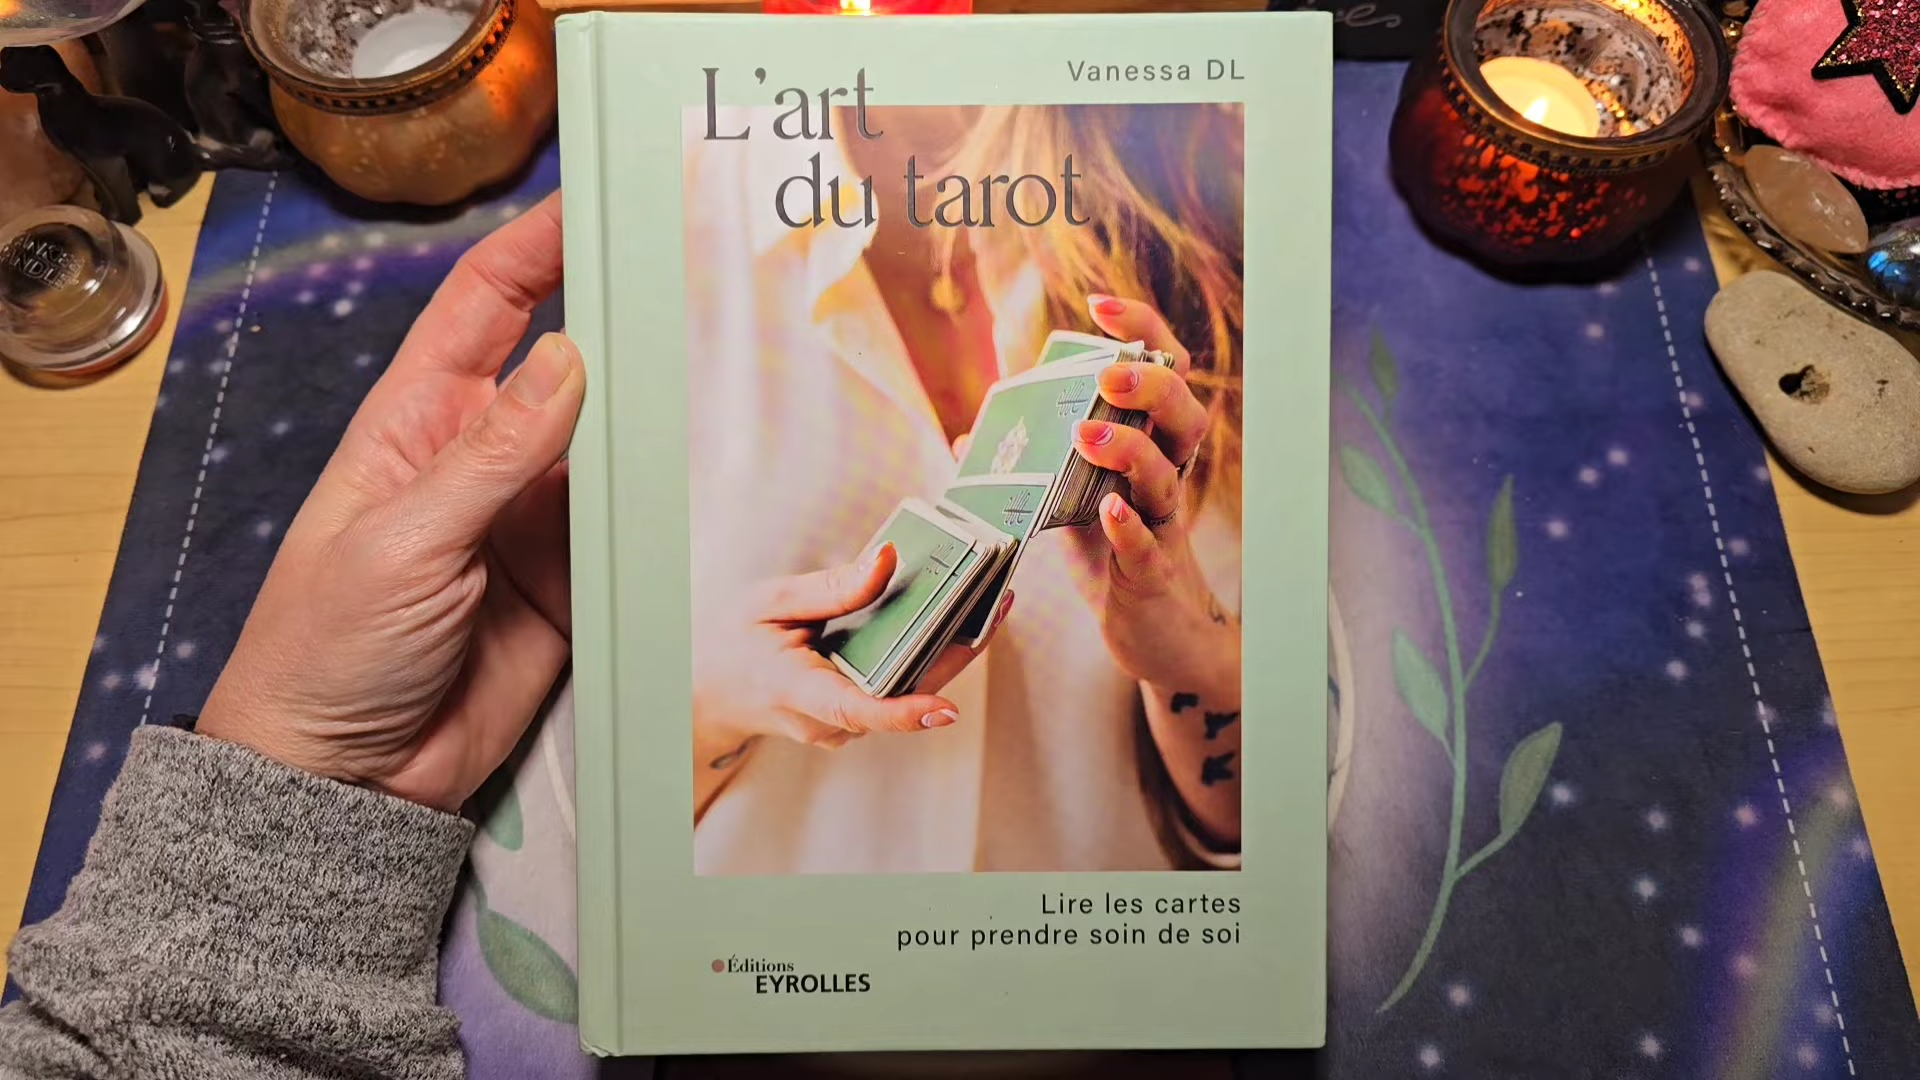 Vanessa DL
L'art
du tarot
Lire les cartes
pour prendre soin de soi
Éditions
EYROLLES